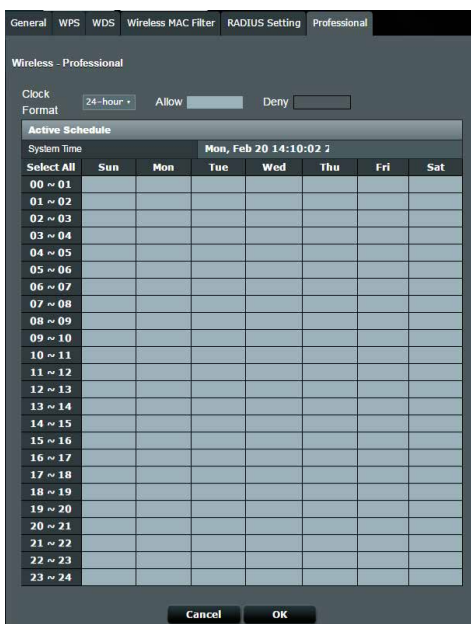 General WPS WDS Wireless MAC Filter RADIUS Setting Professional
Wireless - Professional
Clock Format 24-hour Allow Deny
Active Schedule
System Time Mon, Feb 20 14:10:02 2
Select All Sun Mon Tue Wed Thu Fri Sat
00 ~ 01
01 ~ 02
02 ~ 03
03 ~ 04
04 ~ 05
05 ~ 06
06 ~ 07
07 ~ 08
08 ~ 09
09 ~ 10
10 ~ 11
11 ~ 12
12 ~ 13
13 ~ 14
14 ~ 15
15 ~ 16
16 ~ 17
17 ~ 18
18 ~ 19
19 ~ 20
20 ~ 21
21 ~ 22
22 ~ 23
23 ~ 24
Cancel OK